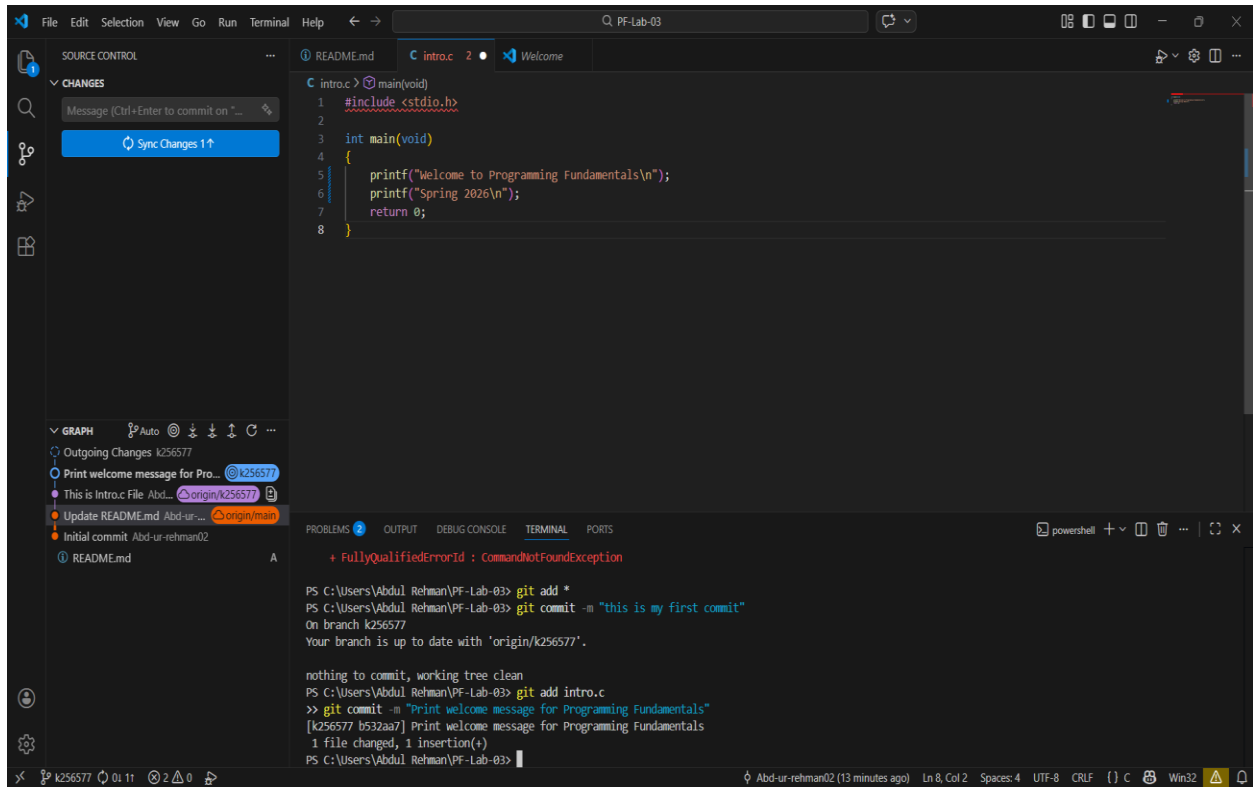 File Edit Selection View Go Run Terminal Help
PF-Lab-03
SOURCE CONTROL
CHANGES
Message (Ctrl+Enter to commit on "...
Sync Changes 1↑
README.md
C intro.c 2
Welcome
C intro.c > main(void)
1 #include <stdio.h>
2
3 int main(void)
4 {
5 printf("Welcome to Programming Fundamentals\n");
6 printf("Spring 2026\n");
7 return 0;
8 }
GRAPH Auto
Outgoing Changes k256577
Print welcome message for Pro... k256577
This is Intro.c File Abd... origin/k256577
Update README.md Abd-ur-... origin/main
Initial commit Abd-ur-rehman02
README.md A
PROBLEMS 2 OUTPUT DEBUG CONSOLE TERMINAL PORTS
powershell
+ FullyQualifiedErrorId : CommandNotFoundException
PS C:\Users\Abdul Rehman\PF-Lab-03> git add *
PS C:\Users\Abdul Rehman\PF-Lab-03> git commit -m "this is my first commit"
On branch k256577
Your branch is up to date with 'origin/k256577'.
nothing to commit, working tree clean
PS C:\Users\Abdul Rehman\PF-Lab-03> git add intro.c
>> git commit -m "Print welcome message for Programming Fundamentals"
[k256577 b532aa7] Print welcome message for Programming Fundamentals
1 file changed, 1 insertion(+)
PS C:\Users\Abdul Rehman\PF-Lab-03>
k256577 0↓ 1↑ 2 0
Abd-ur-rehman02 (13 minutes ago) Ln 8, Col 2 Spaces: 4 UTF-8 CRLF {} C Win32